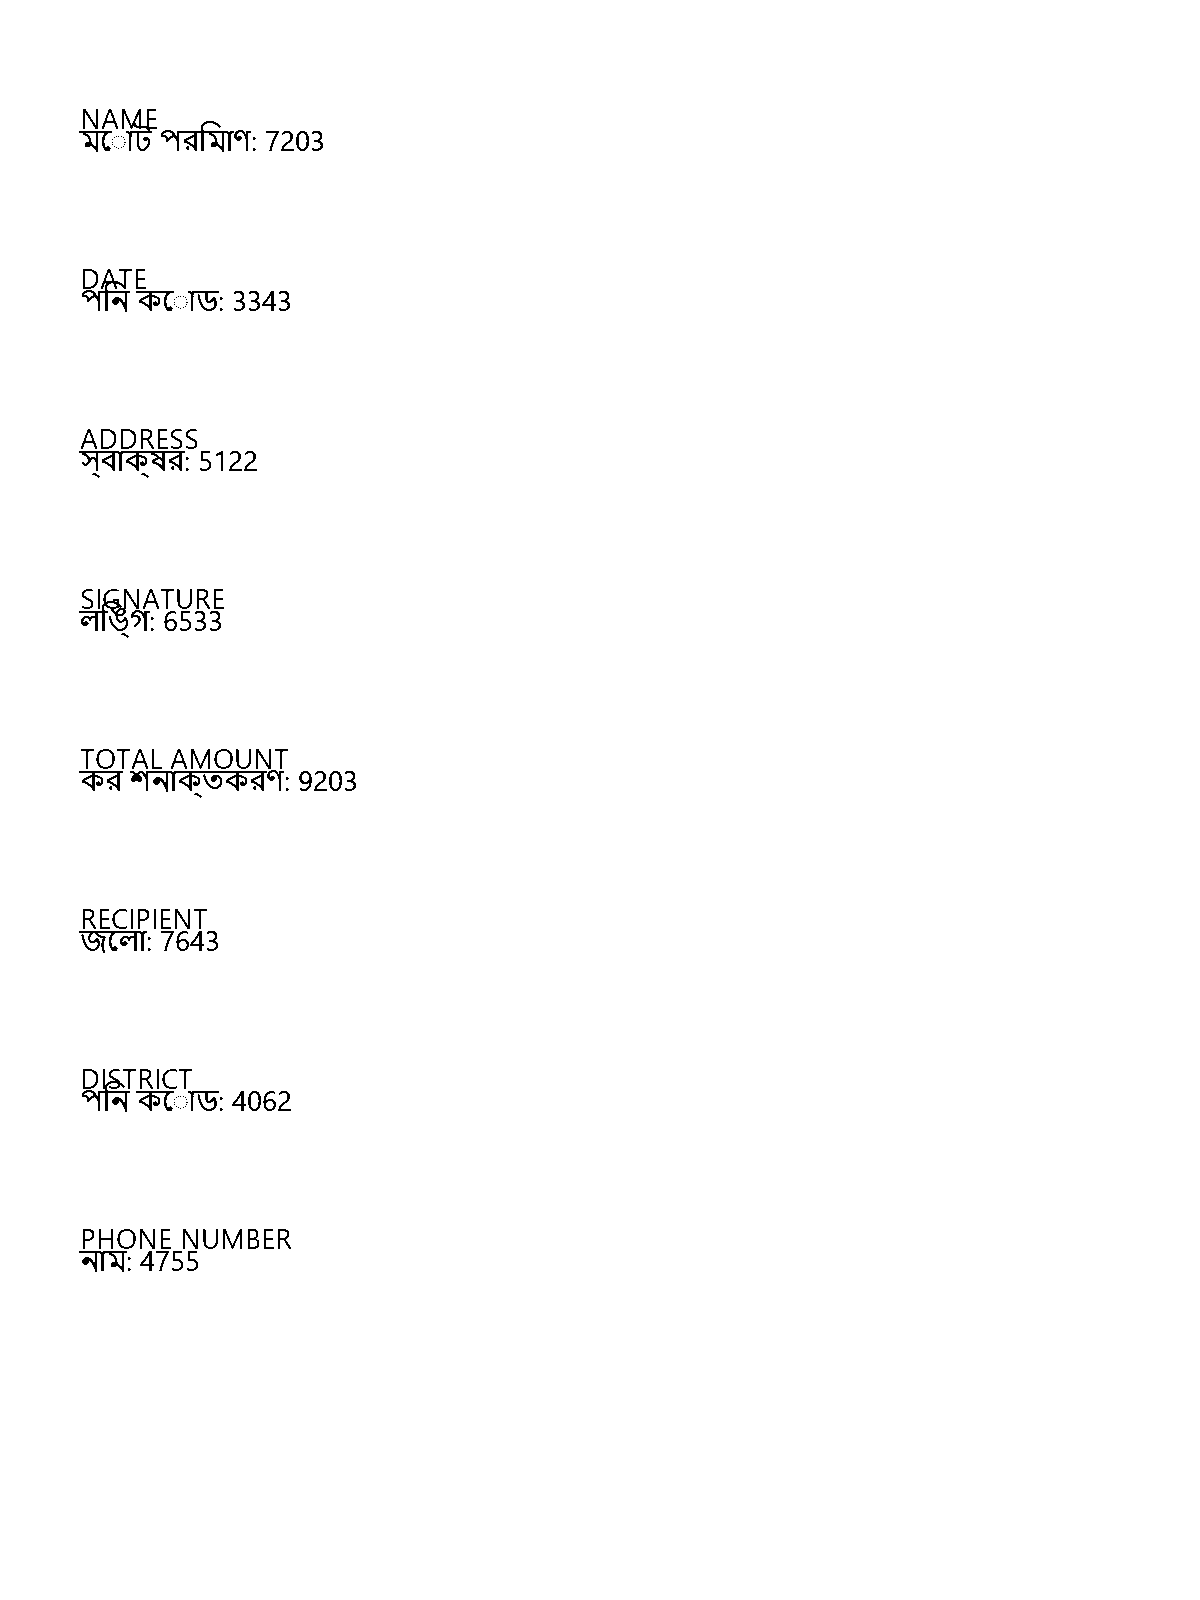 NAME
মোট পরিমাণ: 7203
DATE
পিন কোড: 3343
ADDRESS
স্বাক্ষর: 5122
SIGNATURE
লিঙ্গ: 6533
TOTAL AMOUNT
কর শনাক্তকরণ: 9203
RECIPIENT
জেলা: 7643
DISTRICT
পিন কোড: 4062
PHONE NUMBER
নাম: 4755